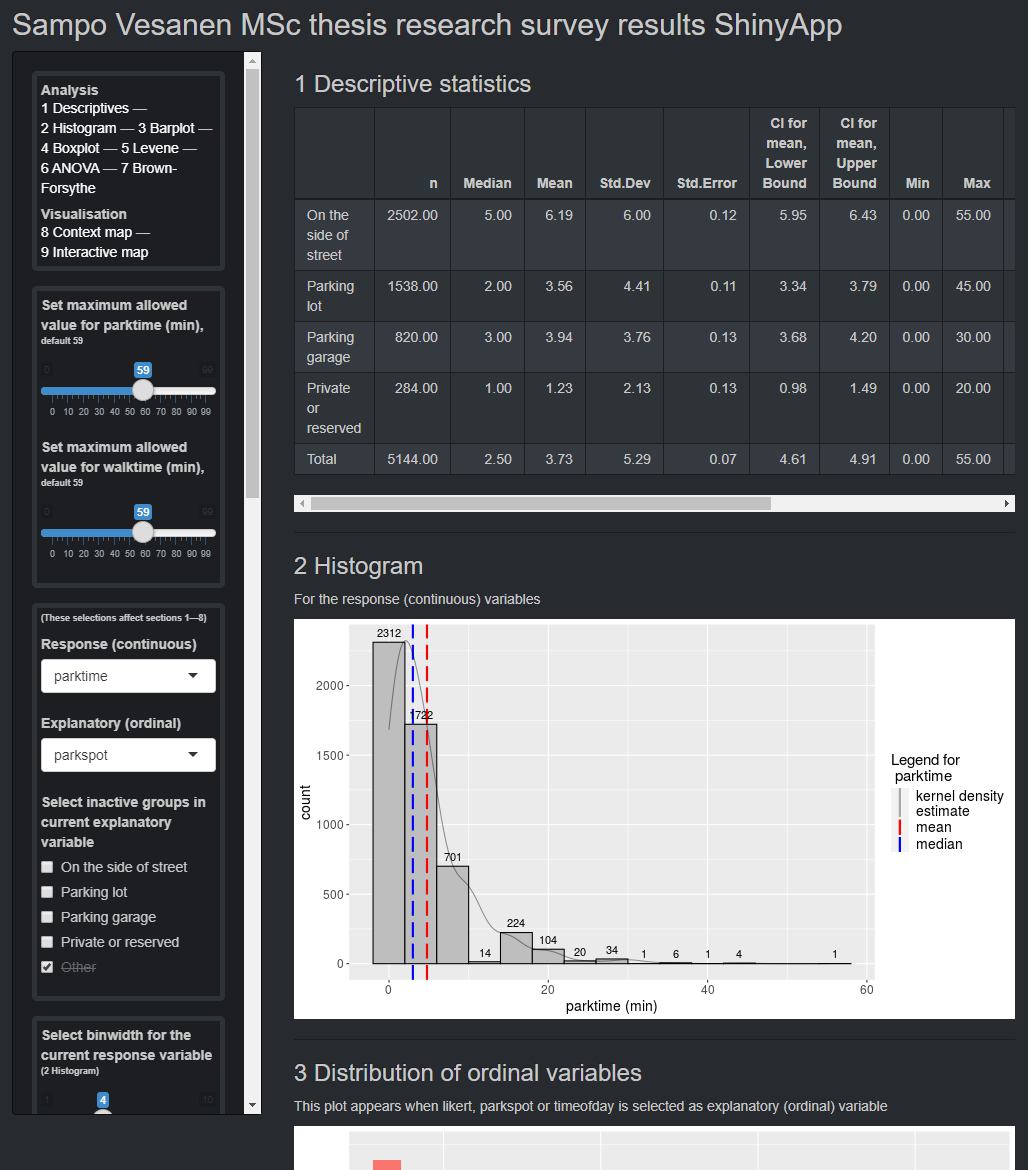 Sampo Vesanen MSc thesis research survey results ShinyApp
Analysis
1 Descriptives —
2 Histogram — 3 Barplot —
4 Boxplot — 5 Levene —
6 ANOVA — 7 Brown-
Forsythe
Visualisation
8 Context map —
9 Interactive map
Set maximum allowed
value for parktime (min),
default 59
0 59 99
0 10 20 30 40 50 60 70 80 90 99
Set maximum allowed
value for walktime (min),
default 59
0 59 99
0 10 20 30 40 50 60 70 80 90 99
(These selections affect sections 1—8)
Response (continuous)
parktime
Explanatory (ordinal)
parkspot
Select inactive groups in
current explanatory
variable
On the side of street
Parking lot
Parking garage
Private or reserved
Other
Select binwidth for the
current response variable
(2 Histogram)
1 4 10
1 Descriptive statistics
n Median Mean Std.Dev Std.Error CI for mean, Lower Bound CI for mean, Upper Bound Min Max
On the side of street 2502.00 5.00 6.19 6.00 0.12 5.95 6.43 0.00 55.00
Parking lot 1538.00 2.00 3.56 4.41 0.11 3.34 3.79 0.00 45.00
Parking garage 820.00 3.00 3.94 3.76 0.13 3.68 4.20 0.00 30.00
Private or reserved 284.00 1.00 1.23 2.13 0.13 0.98 1.49 0.00 20.00
Total 5144.00 2.50 3.73 5.29 0.07 4.61 4.91 0.00 55.00
2 Histogram
For the response (continuous) variables
2312
1722
701
14
224
104
20
34
1
6
1
4
1
2000
1500
1000
500
0
count
0 20 40 60
parktime (min)
Legend for
parktime
kernel density
estimate
mean
median
3 Distribution of ordinal variables
This plot appears when likert, parkspot or timeofday is selected as explanatory (ordinal) variable